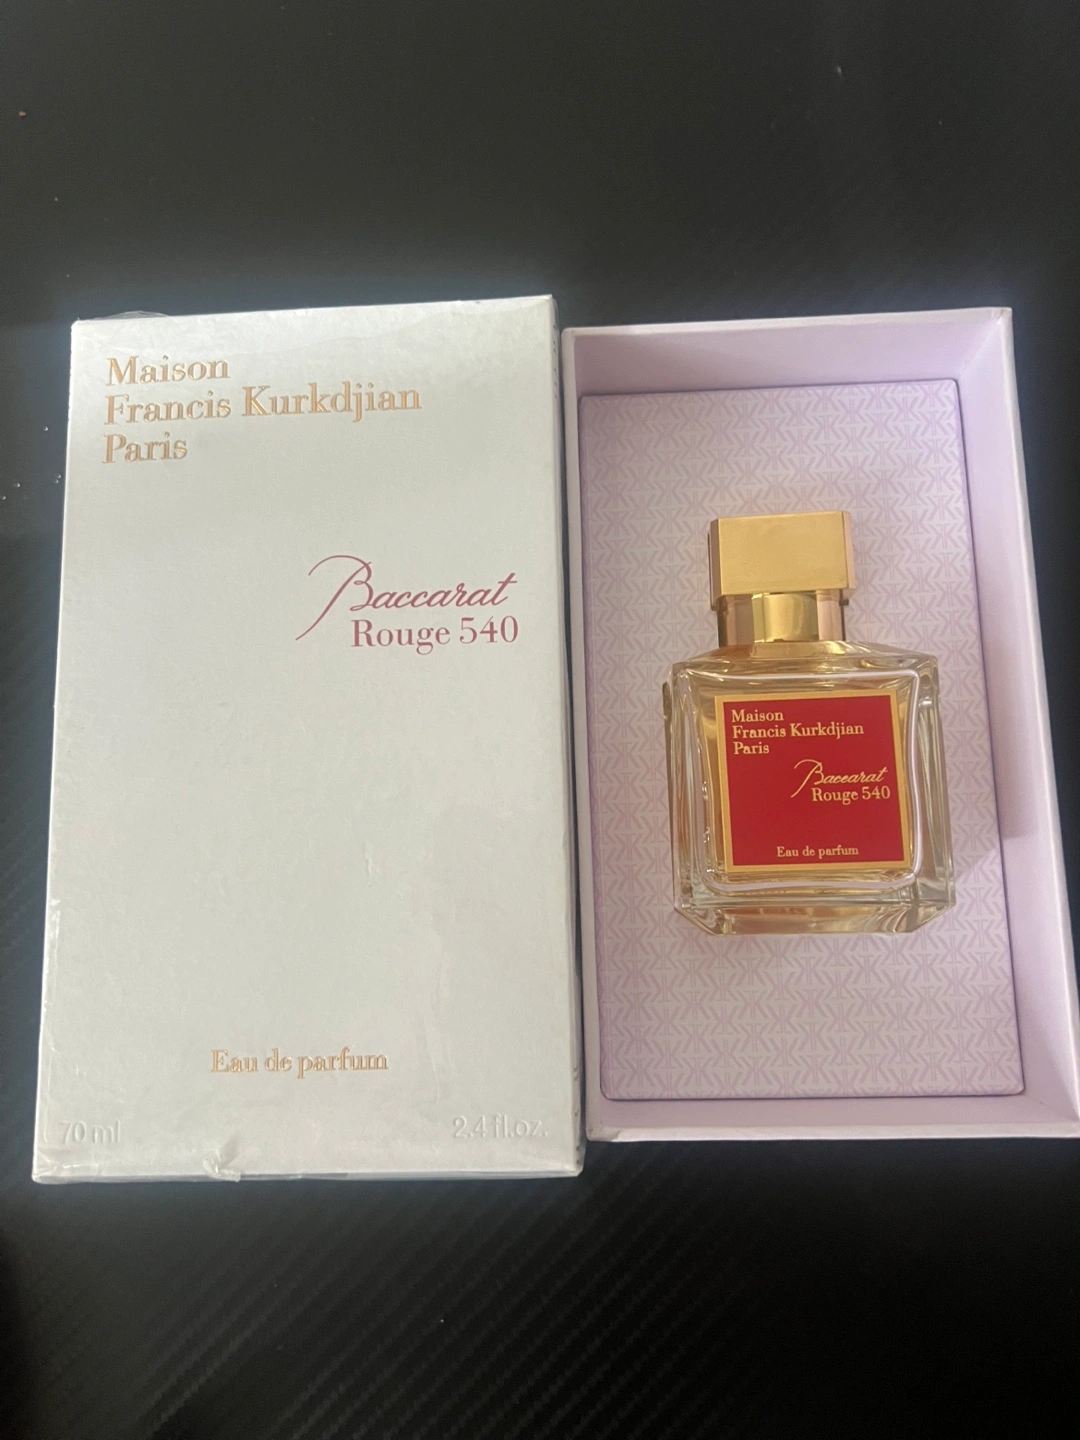 Maison
Francis Kurkdjian
Paris
Baccarat
Rouge 540
Eau de parfum
70 ml
2,4 fl.oz.
Maison
Francis Kurkdjian
Paris
Baccarat
Rouge 540
Eau de parfum